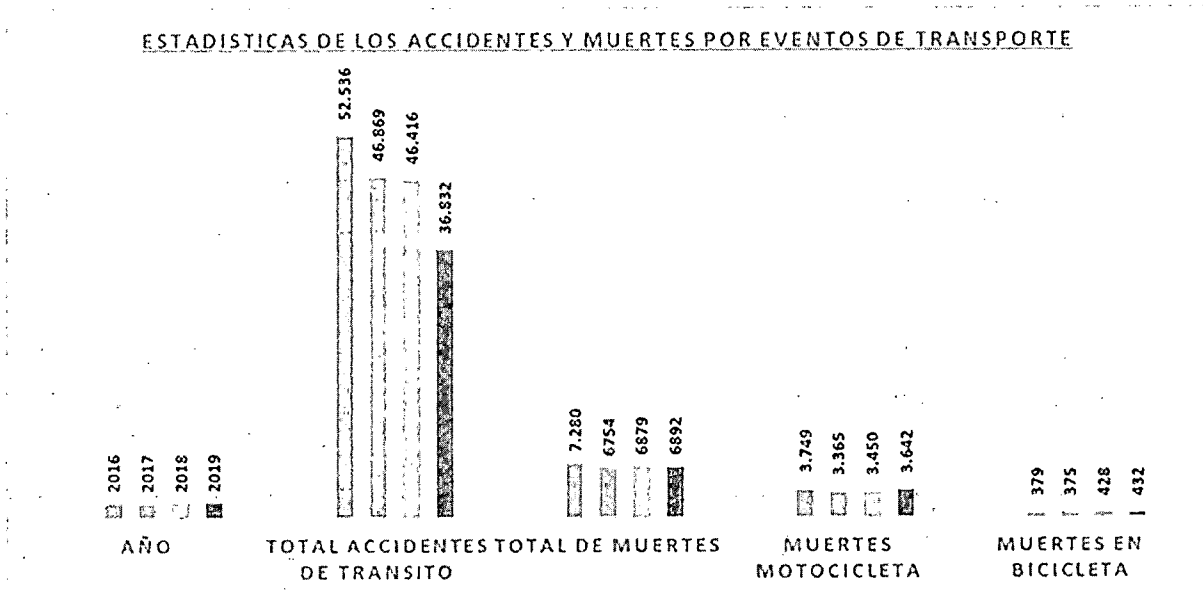 ESTADISTICAS DE LOS ACCIDENTES Y MUERTES POR EVENTOS DE TRANSPORTE
2016
2017
2018
2019
AÑO
52.536
46.869
46.416
36.832
TOTAL ACCIDENTES
DE TRANSITO
7.280
6754
6879
6892
TOTAL DE MUERTES
3.749
3.365
3.450
3.642
MUERTES
MOTOCICLETA
379
375
428
432
MUERTES EN
BICICLETA